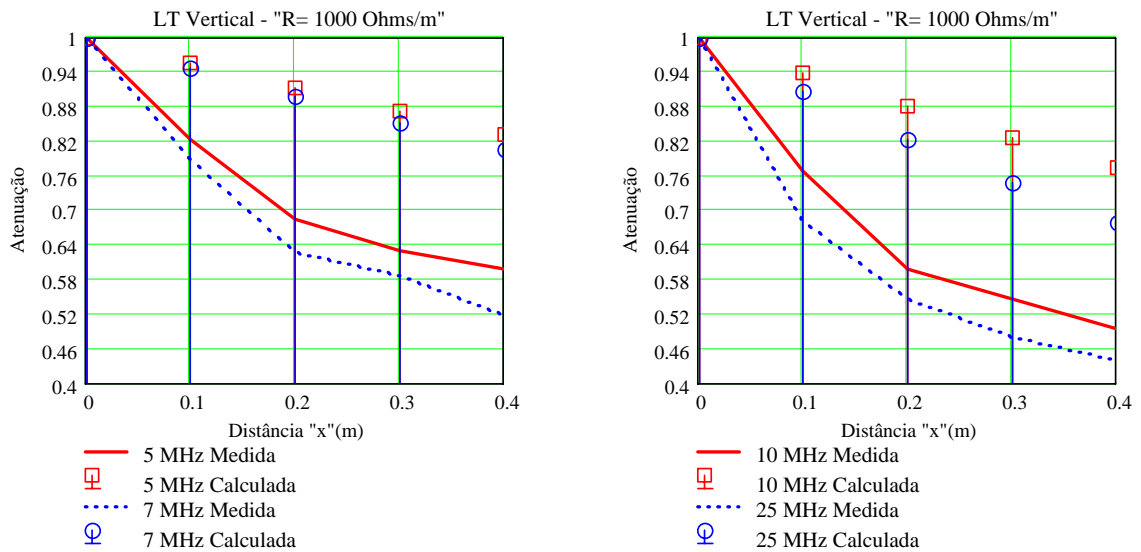 LT Vertical - "R= 1000 Ohms/m"
1
0.94
0.88
0.82
0.76
0.7
0.64
0.58
0.52
0.46
0.4
Atenuação
0 0.1 0.2 0.3 0.4
Distância "x"(m)
5 MHz Medida
5 MHz Calculada
7 MHz Medida
7 MHz Calculada
LT Vertical - "R= 1000 Ohms/m"
1
0.94
0.88
0.82
0.76
0.7
0.64
0.58
0.52
0.46
0.4
Atenuação
0 0.1 0.2 0.3 0.4
Distância "x"(m)
10 MHz Medida
10 MHz Calculada
25 MHz Medida
25 MHz Calculada